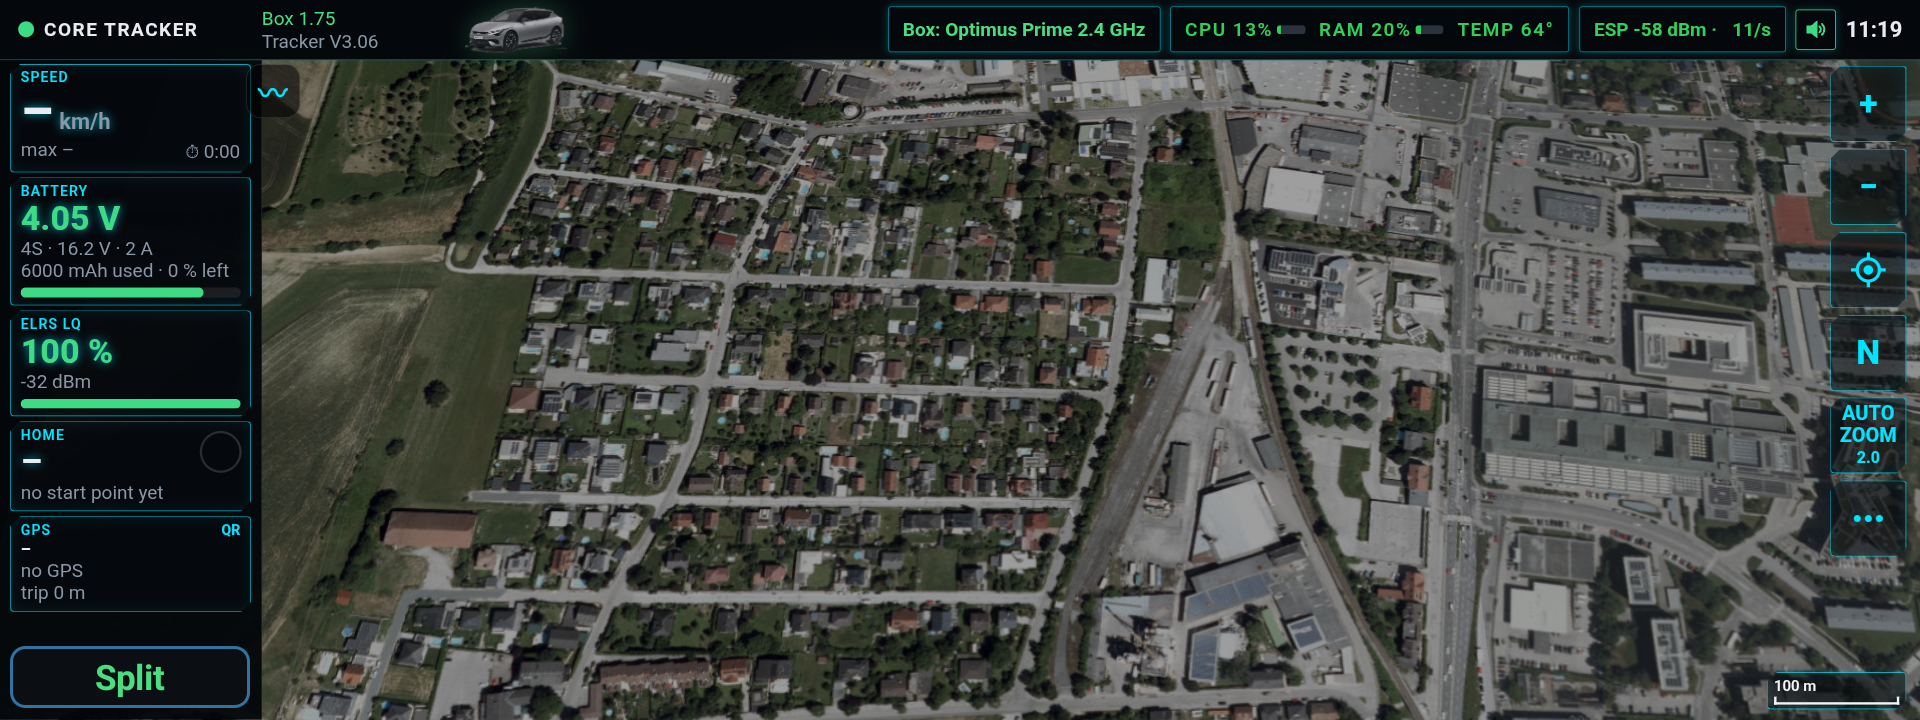 CORE TRACKER
Box 1.75
Tracker V3.06
Box: Optimus Prime 2.4 GHz
CPU 13%
RAM 20%
TEMP 64°
ESP -58 dBm · 11/s
11:19
SPEED
– km/h
max –
⏱ 0:00
BATTERY
4.05 V
4S · 16.2 V · 2 A
6000 mAh used · 0 % left
ELRS LQ
100 %
-32 dBm
HOME
–
no start point yet
GPS
QR
-
no GPS
trip 0 m
Split
+
-
N
AUTO
ZOOM
2.0
•••
100 m